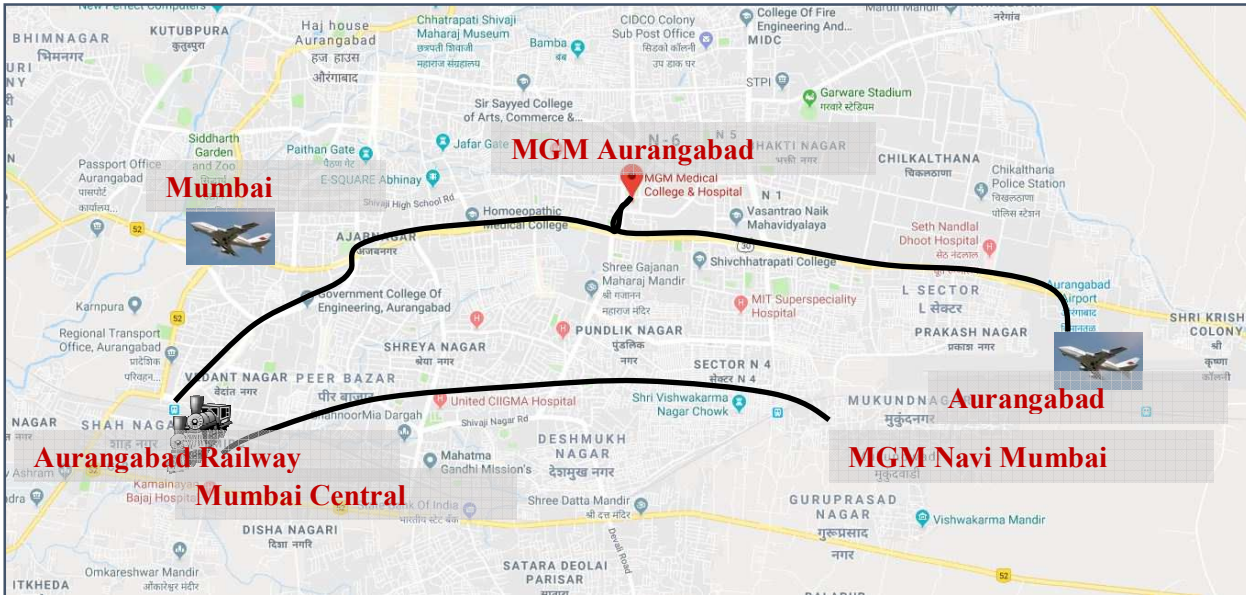 New Perfect Computers
KUTUBPURA
कुतुबपुरा
BHIMNAGAR
भिमनगर
Haj house
Aurangabad
हज हाउस
औरंगाबाद
Chhatrapati Shivaji
Maharaj Museum
छत्रपती शिवाजी
महाराज संग्रहालय
Bamba
बंब
CIDCO Colony
Sub Post Office
सिडको कॉलनी
उप डाक घर
College Of Fire
Engineering And...
MIDC
Maruti Mandir
नरेगांव
STPI
Garware Stadium
गरवारे स्टेडियम
Sir Sayyed College
of Arts, Commerce &...
Siddharth
Garden
and Zoo
Passport Office
Aurangabad
पासपोर्ट
कार्यालय...
Paithan Gate
पैठण गेट
Jafar Gate
E-SQUARE Abhinay
N-6
N 5
BHAKTI NAGAR
भक्ती नगर
CHILKALTHANA
चिकलठाणा
Chikalthana
Police Station
चिखलठाणा
पोलिस स्टेशन
MGM Aurangabad
MGM Medical
College & Hospital
Mumbai
Shivaji High School Rd
Homoeopathic
Medical College
N 1
Vasantrao Naik
Mahavidyalaya
Seth Nandlal
Dhoot Hospital
सेठ नंदलाल
52
AJABNAGAR
अजबनगर
30
Shivchhatrapati College
Shree Gajanan
Maharaj Mandir
श्री गजानन
महाराज मंदिर
L SECTOR
L सेक्टर
Aurangabad
Airport
Karnpura
Government College Of
Engineering, Aurangabad
MIT Superspeciality
Hospital
52
Regional Transport
Office, Aurangabad
प्रादेशिक
परिवहन...
PUNDLIK NAGAR
पुंडलिक
नगर
PRAKASH NAGAR
प्रकाश नगर
SHRI KRISH
COLONY
श्री
कृष्णा
कॉलनी
SHREYA NAGAR
श्रेया नगर
SECTOR N 4
सेक्टर N 4
VEDANT NAGAR
वेदांत नगर
PEER BAZAR
पीर बाजार
United CIIGMA Hospital
Shri Vishwakarma
Nagar Chowk
MUKUNDNAGAR
मुकुंदनगर
Aurangabad
SHAH NAGAR
शाह नगर
ShahnoorMia Dargah
Shivaji Nagar Rd
DESHMUKH
NAGAR
देशमुख नगर
Aurangabad Railway
MGM Navi Mumbai
Mahatma
Gandhi Mission's
मुकुंदवाडी
Kamalnayan
Bajaj Hospital
Mumbai Central
State Bank Of India
भारतीय स्टेट बँक
Shree Datta Mandir
श्री दत्त मंदिर
GURUPRASAD
NAGAR
गुरूप्रसाद
नगर
Vishwakarma Mandir
DISHA NAGARI
दिशा नगरि
Devlali Road
Omkareshwar Mandir
ओंकारेश्वर मंदीर
SATARA DEOLAI
PARISAR
52
ITKHEDA